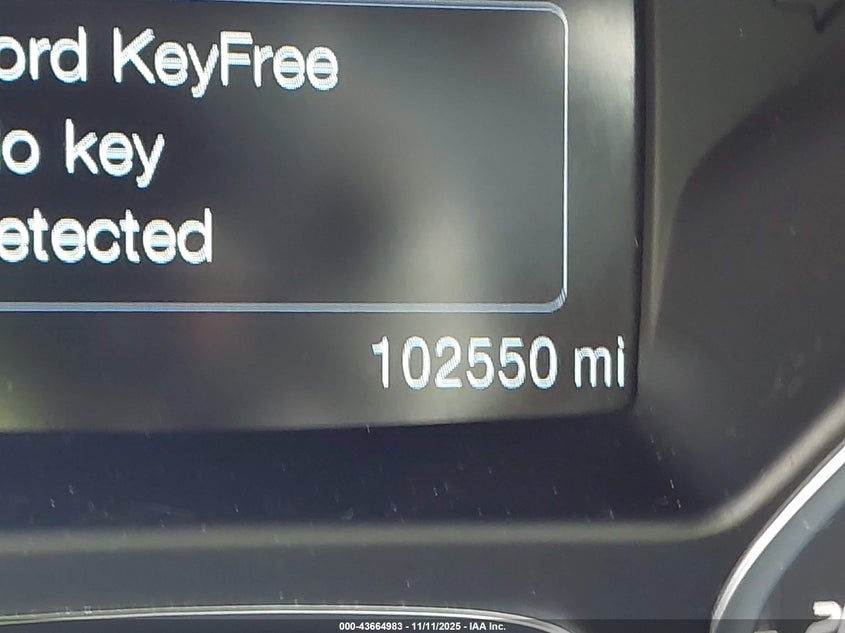 ord KeyFree
o key
etected
102550 mi
000-43664983 - 11/11/2025 - IAA Inc.